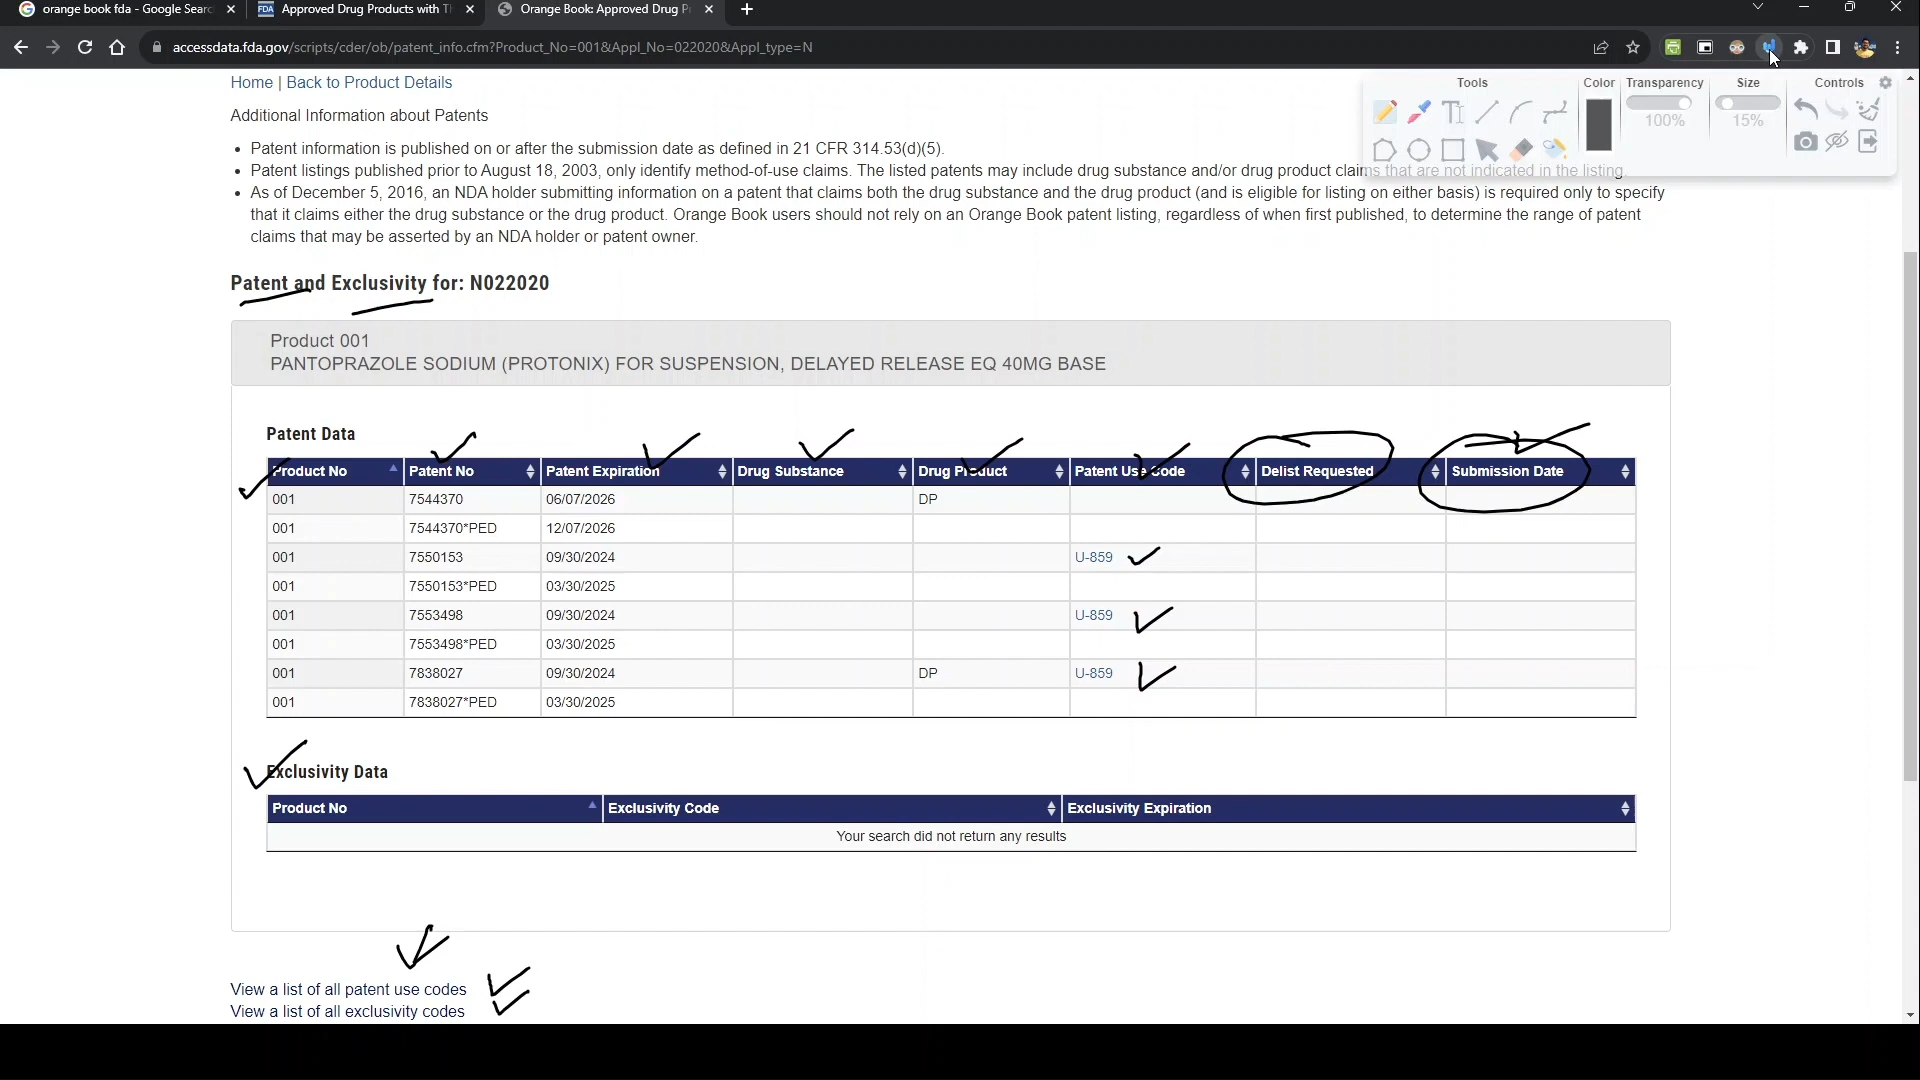 orange book fda - Google Searc
Approved Drug Products with Th
Orange Book: Approved Drug Pr
accessdata.fda.gov/scripts/cder/ob/patent_info.cfm?Product_No=001&Appl_No=022020&Appl_type=N
Tools
Color
Transparency
Size
Controls
100%
15%
Home | Back to Product Details
Additional Information about Patents
• Patent information is published on or after the submission date as defined in 21 CFR 314.53(d)(5).
• Patent listings published prior to August 18, 2003, only identify method-of-use claims. The listed patents may include drug substance and/or drug product claims that are not indicated in the listing.
• As of December 5, 2016, an NDA holder submitting information on a patent that claims both the drug substance and the drug product (and is eligible for listing on either basis) is required only to specify
that it claims either the drug substance or the drug product. Orange Book users should not rely on an Orange Book patent listing, regardless of when first published, to determine the range of patent
claims that may be asserted by an NDA holder or patent owner.
Patent and Exclusivity for: N022020
Product 001
PANTOPRAZOLE SODIUM (PROTONIX) FOR SUSPENSION, DELAYED RELEASE EQ 40MG BASE
Patent Data
Product No Patent No Patent Expiration Drug Substance Drug Product Patent Use Code Delist Requested Submission Date
001 7544370 06/07/2026 DP
001 7544370*PED 12/07/2026
001 7550153 09/30/2024 U-859
001 7550153*PED 03/30/2025
001 7553498 09/30/2024 U-859
001 7553498*PED 03/30/2025
001 7838027 09/30/2024 DP U-859
001 7838027*PED 03/30/2025
Exclusivity Data
Product No Exclusivity Code Exclusivity Expiration
Your search did not return any results
View a list of all patent use codes
View a list of all exclusivity codes